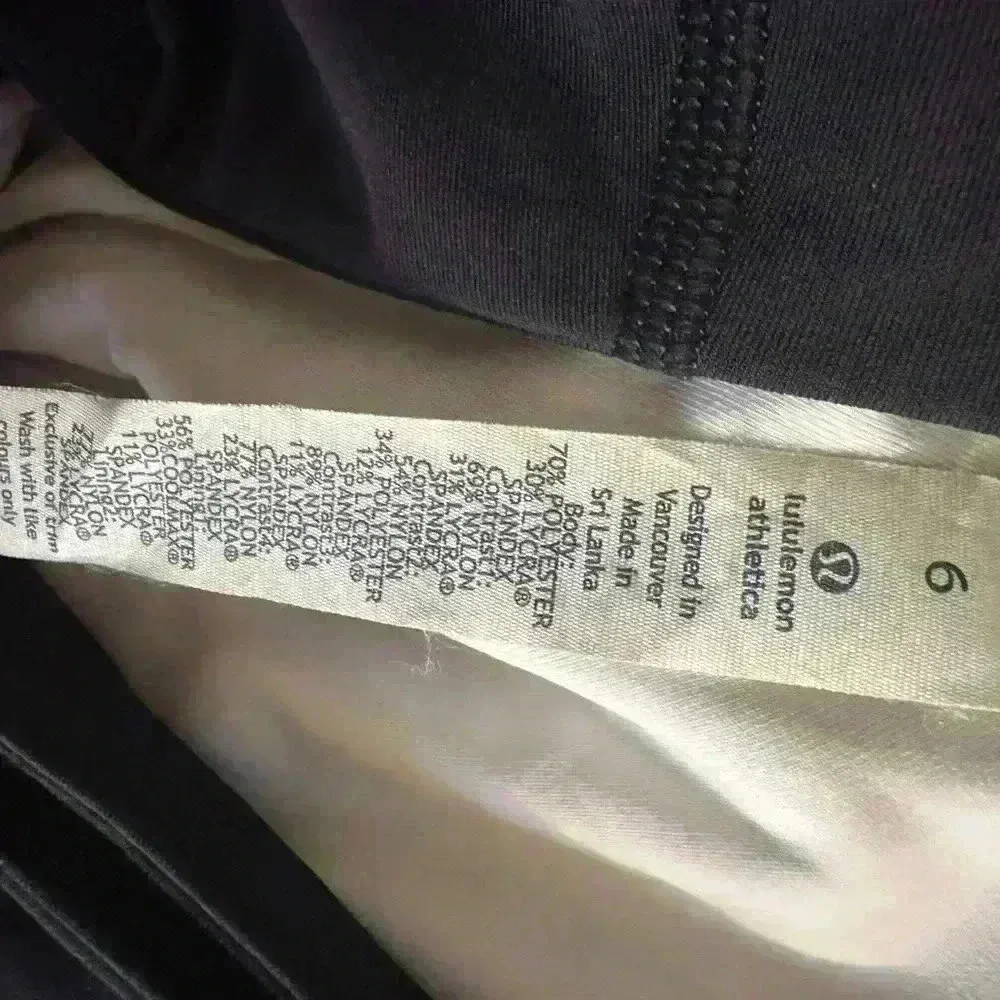 6
lululemon
athletica
Designed in
Vancouver
Made in
Sri Lanka
Body:
70% POLYESTER
30% LYCRA®
SPANDEX
Contrast1:
69% NYLON
31% LYCRA®
SPANDEX
Contrast2:
54% NYLON
34% POLYESTER
12% LYCRA®
SPANDEX
Contrast3:
89% NYLON
11% LYCRA®
SPANDEX
Contrast4:
77% NYLON
23% LYCRA®
SPANDEX
Lining1:
56% POLYESTER
33% COOLMAX®
POLYESTER
11% LYCRA®
SPANDEX
Lining2:
77% NYLON
23% LYCRA®
SPANDEX
Exclusive of trim
Wash with like
colours only